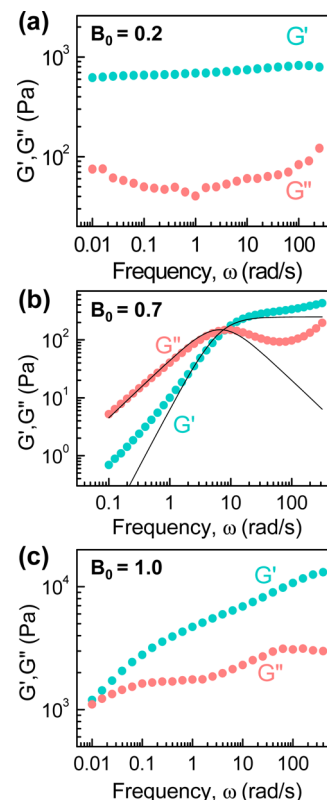 (a)
B₀ = 0.2
G'
G''
G',G'' (Pa)
10³
10²
0.01 0.1 1 10 100
Frequency, ω (rad/s)
(b)
B₀ = 0.7
G''
G'
G',G'' (Pa)
10²
10¹
10⁰
0.1 1 10 100
Frequency, ω (rad/s)
(c)
B₀ = 1.0
G'
G''
G',G'' (Pa)
10⁴
10³
0.01 0.1 1 10 100
Frequency, ω (rad/s)